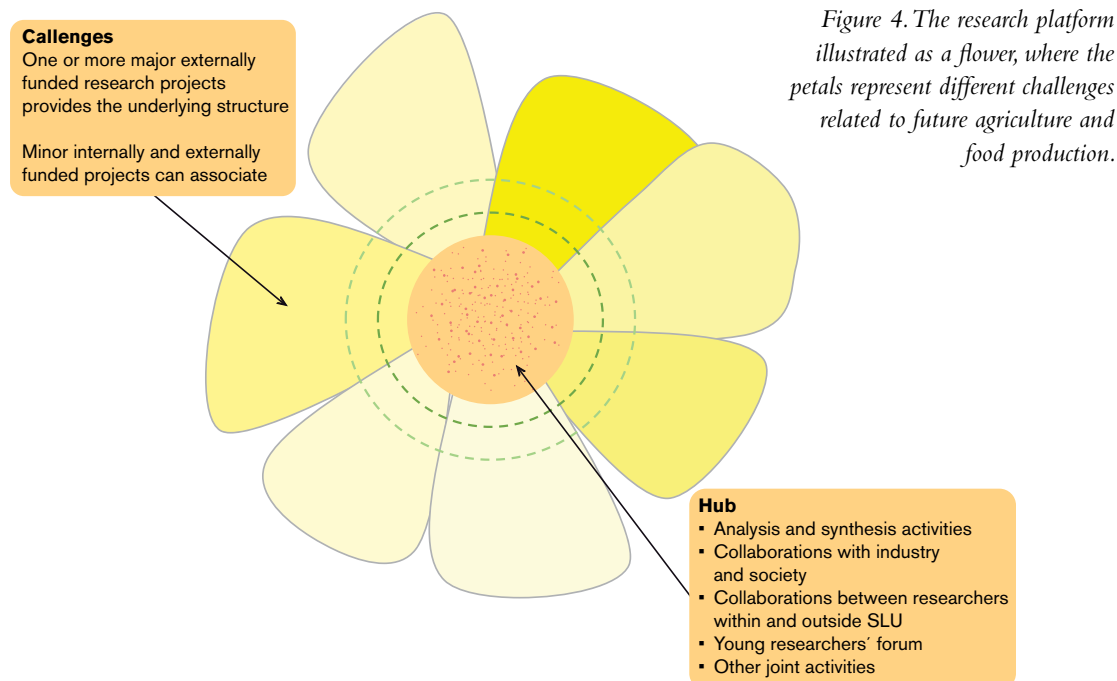 Callenges
One or more major externally
funded research projects
provides the underlying structure
Minor internally and externally
funded projects can associate
Figure 4. The research platform
illustrated as a flower, where the
petals represent different challenges
related to future agriculture and
food production.
Hub
▪ Analysis and synthesis activities
▪ Collaborations with industry
and society
▪ Collaborations between researchers
within and outside SLU
▪ Young researchers´ forum
▪ Other joint activities